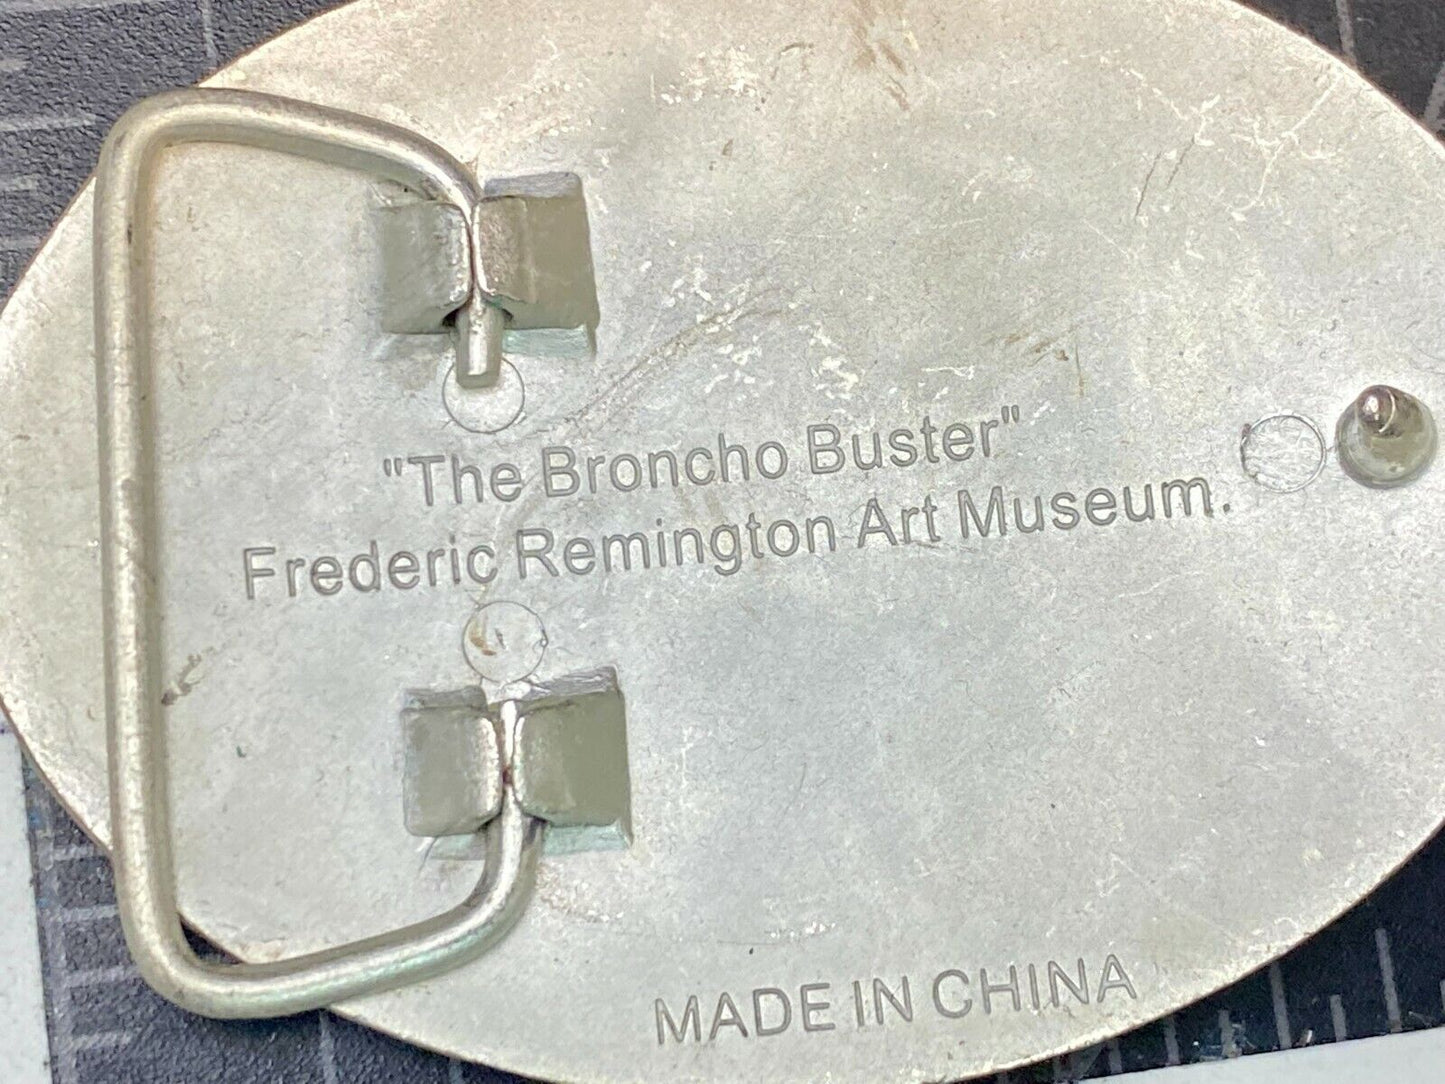 "The Broncho Buster"
Frederic Remington Art Museum.
MADE IN CHINA